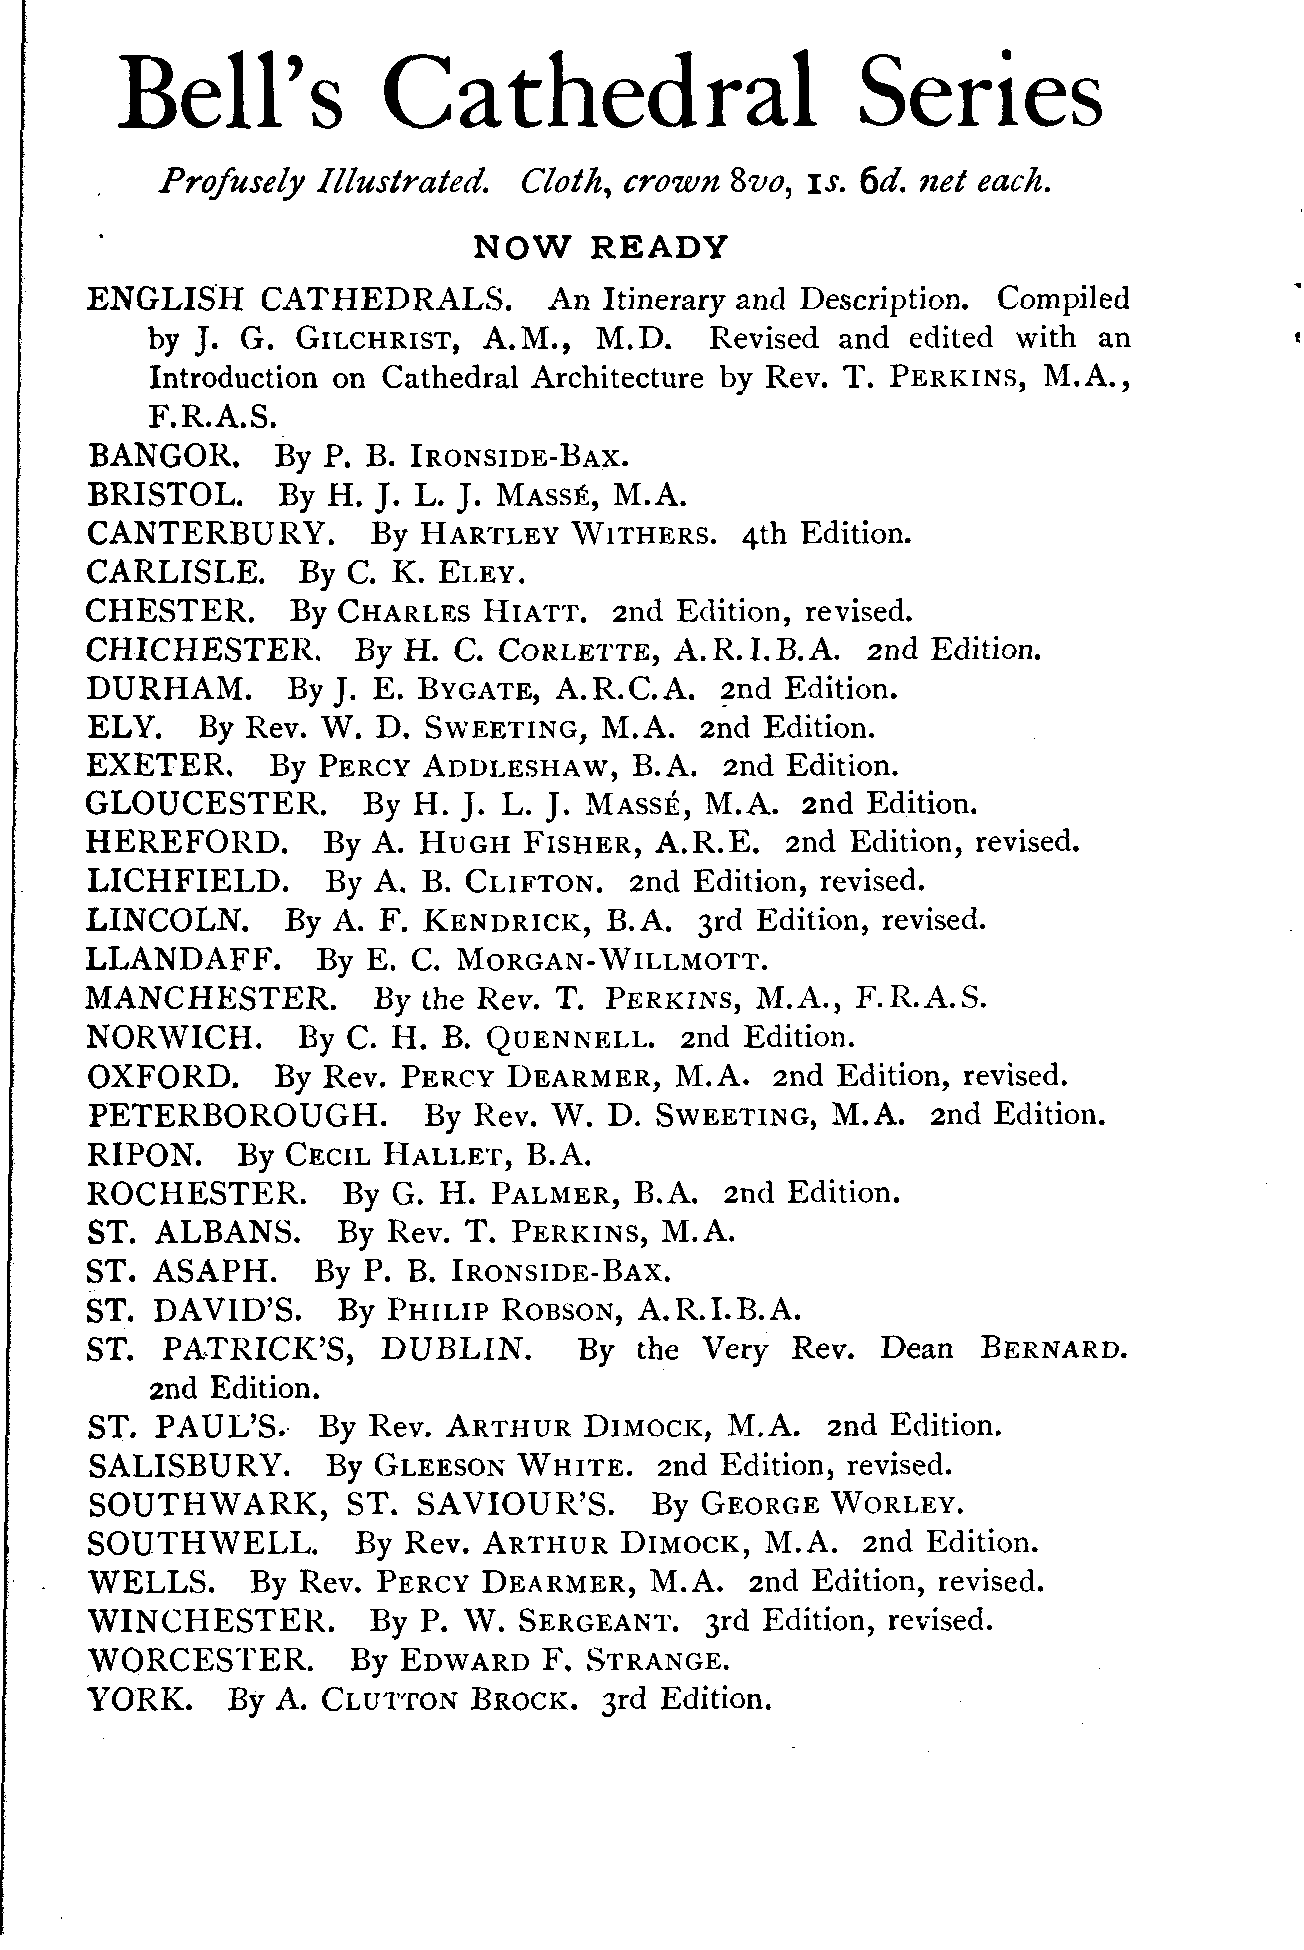 Bell's Cathedral Series
Profusely Illustrated. Cloth, crown 8vo, 1s. 6d. net each.
NOW READY
ENGLISH CATHEDRALS. An Itinerary and Description. Compiled
by J. G. GILCHRIST, A.M., M.D. Revised and edited with an
Introduction on Cathedral Architecture by Rev. T. PERKINS, M.A.,
F.R.A.S.
BANGOR. By P. B. IRONSIDE-BAX.
BRISTOL. By H. J. L. J. MASSÉ, M.A.
CANTERBURY. By HARTLEY WITHERS. 4th Edition.
CARLISLE. By C. K. ELEY.
CHESTER. By CHARLES HIATT. 2nd Edition, revised.
CHICHESTER. By H. C. CORLETTE, A.R.I.B.A. 2nd Edition.
DURHAM. By J. E. BYGATE, A.R.C.A. 2nd Edition.
ELY. By Rev. W. D. SWEETING, M.A. 2nd Edition.
EXETER. By PERCY ADDLESHAW, B.A. 2nd Edition.
GLOUCESTER. By H. J. L. J. MASSÉ, M.A. 2nd Edition.
HEREFORD. By A. HUGH FISHER, A.R.E. 2nd Edition, revised.
LICHFIELD. By A. B. CLIFTON. 2nd Edition, revised.
LINCOLN. By A. F. KENDRICK, B.A. 3rd Edition, revised.
LLANDAFF. By E. C. MORGAN-WILLMOTT.
MANCHESTER. By the Rev. T. PERKINS, M.A., F.R.A.S.
NORWICH. By C. H. B. QUENNELL. 2nd Edition.
OXFORD. By Rev. PERCY DEARMER, M.A. 2nd Edition, revised.
PETERBOROUGH. By Rev. W. D. SWEETING, M.A. 2nd Edition.
RIPON. By CECIL HALLET, B.A.
ROCHESTER. By G. H. PALMER, B.A. 2nd Edition.
ST. ALBANS. By Rev. T. PERKINS, M.A.
ST. ASAPH. By P. B. IRONSIDE-BAX.
ST. DAVID'S. By PHILIP ROBSON, A.R.I.B.A.
ST. PATRICK'S, DUBLIN. By the Very Rev. Dean BERNARD.
2nd Edition.
ST. PAUL'S. By Rev. ARTHUR DIMOCK, M.A. 2nd Edition.
SALISBURY. By GLEESON WHITE. 2nd Edition, revised.
SOUTHWARK, ST. SAVIOUR'S. By GEORGE WORLEY.
SOUTHWELL. By Rev. ARTHUR DIMOCK, M.A. 2nd Edition.
WELLS. By Rev. PERCY DEARMER, M.A. 2nd Edition, revised.
WINCHESTER. By P. W. SERGEANT. 3rd Edition, revised.
WORCESTER. By EDWARD F. STRANGE.
YORK. By A. CLUTTON BROCK. 3rd Edition.